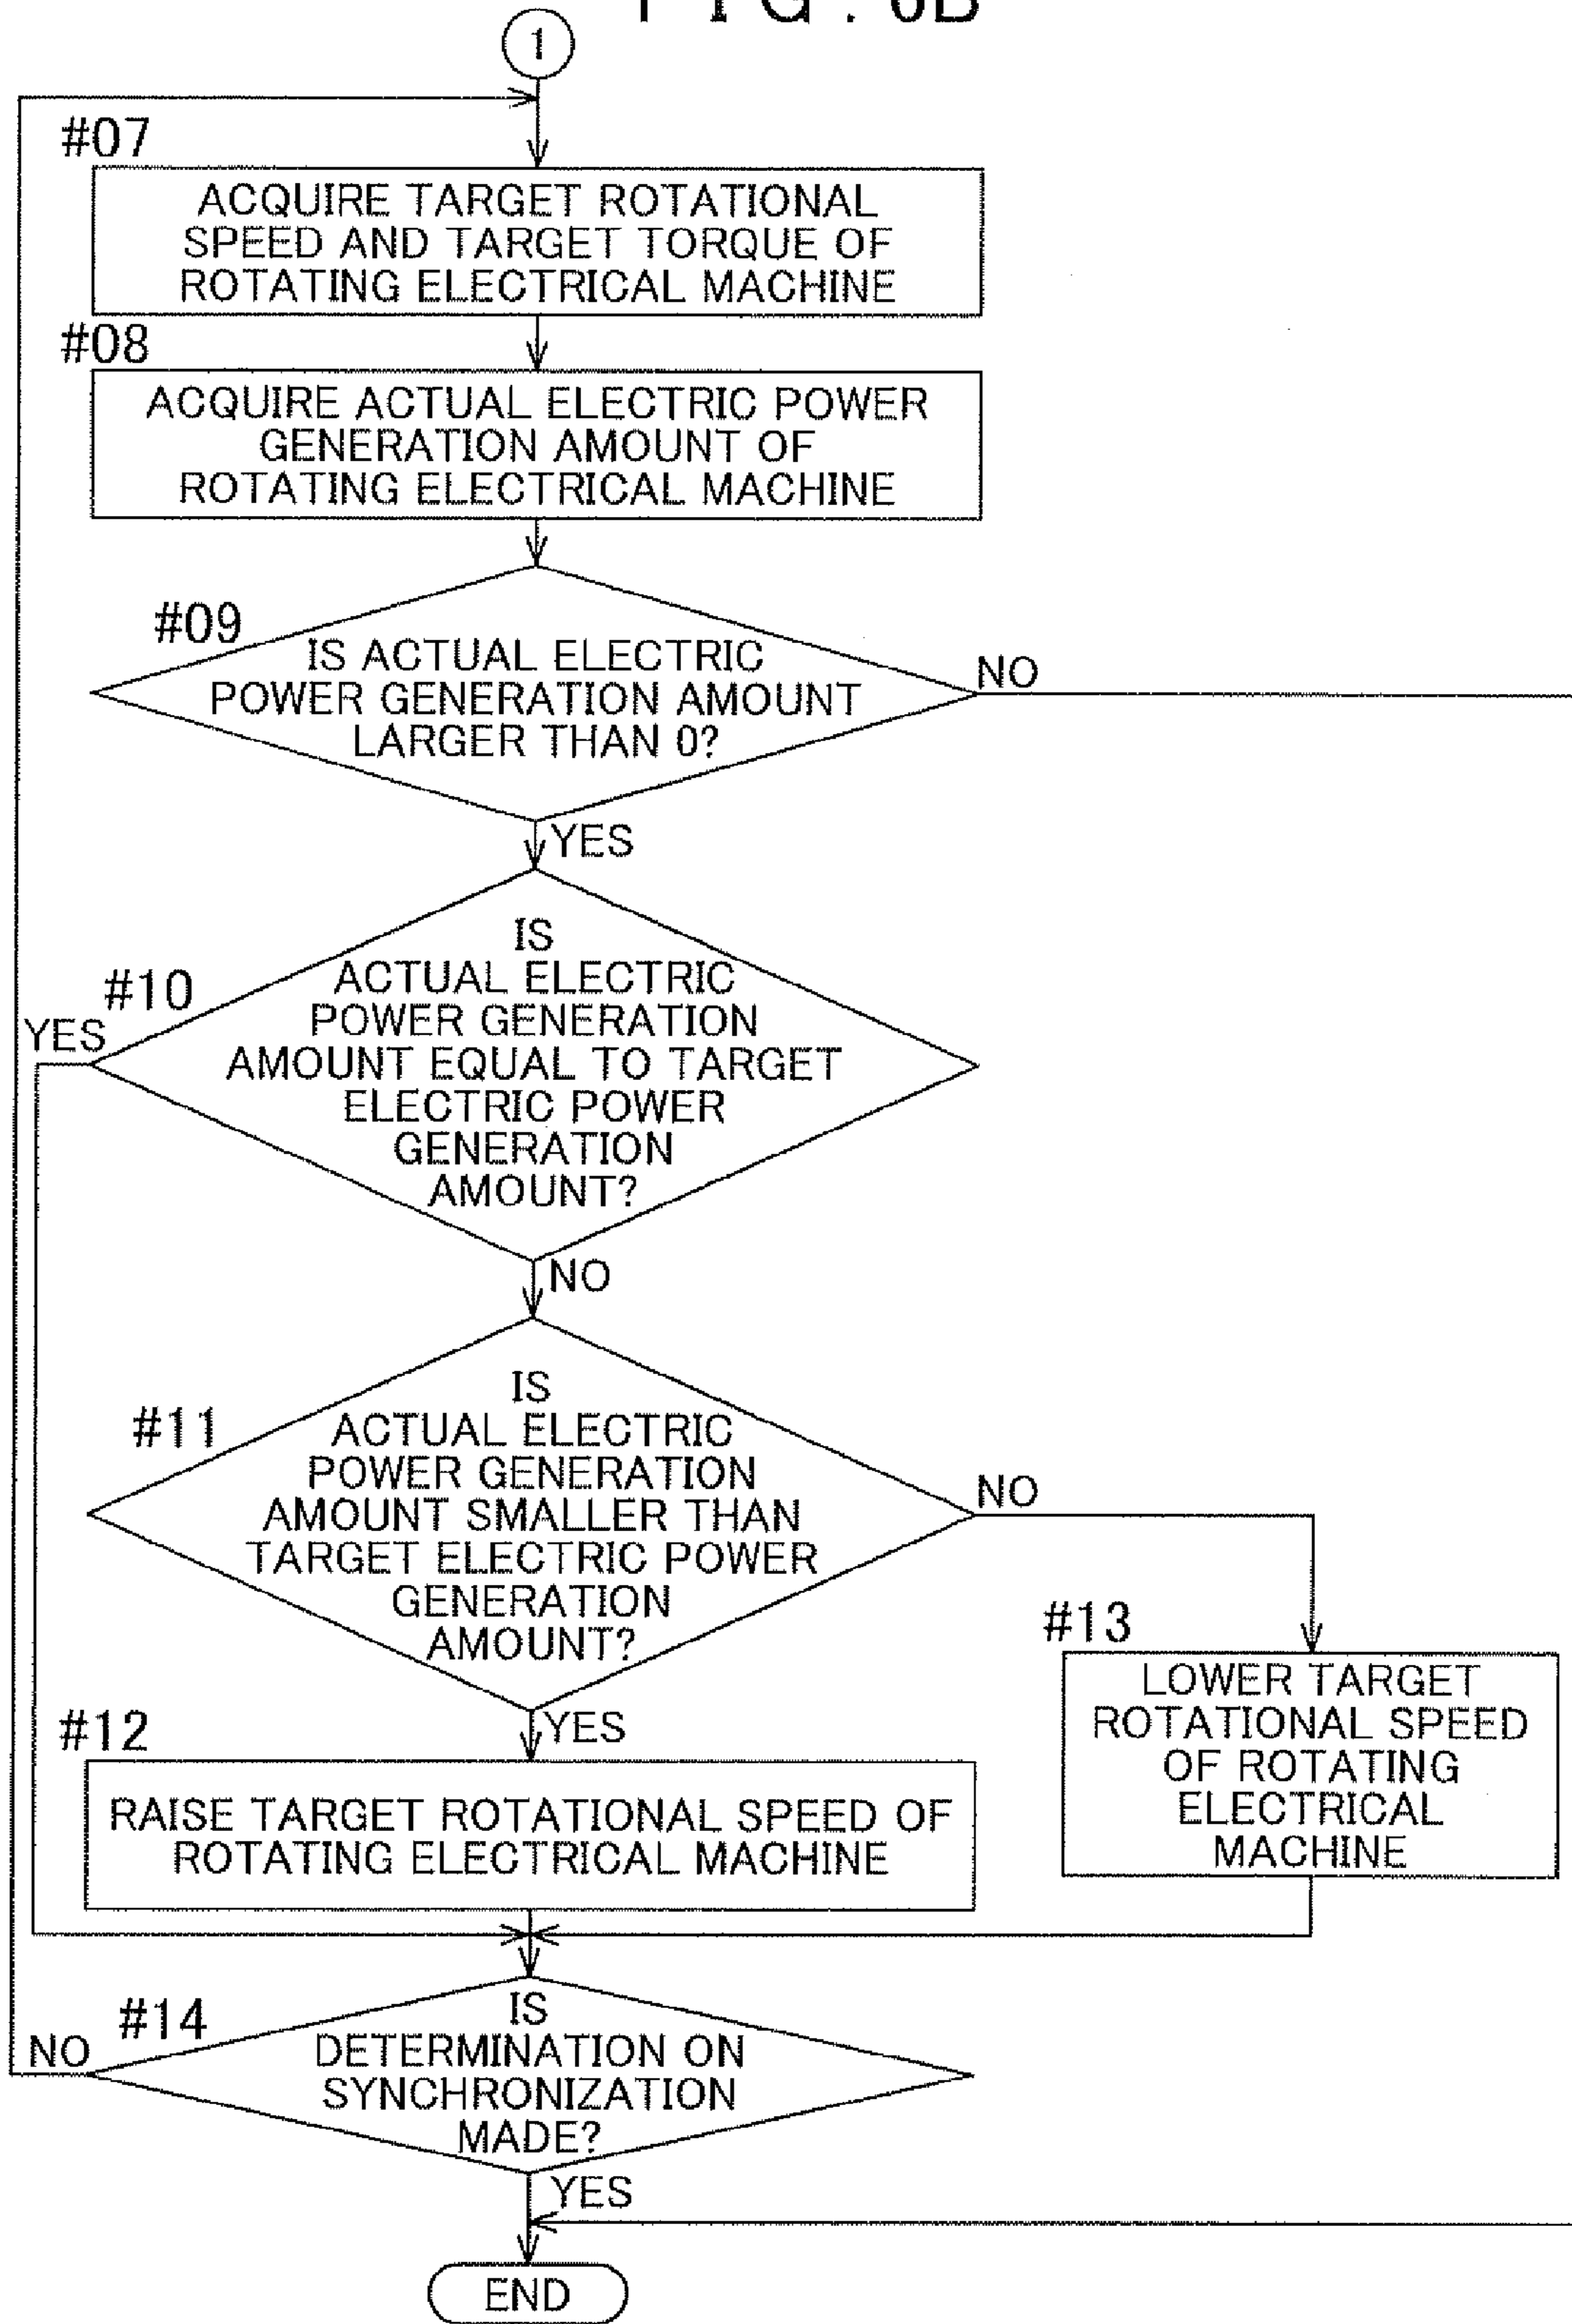 FIG. 6B
1
#07
ACQUIRE TARGET ROTATIONAL
SPEED AND TARGET TORQUE OF
ROTATING ELECTRICAL MACHINE
#08
ACQUIRE ACTUAL ELECTRIC POWER
GENERATION AMOUNT OF
ROTATING ELECTRICAL MACHINE
#09
IS ACTUAL ELECTRIC
POWER GENERATION AMOUNT
LARGER THAN 0?
NO
YES
#10
IS
ACTUAL ELECTRIC
POWER GENERATION
AMOUNT EQUAL TO TARGET
ELECTRIC POWER
GENERATION
AMOUNT?
YES
NO
#11
IS
ACTUAL ELECTRIC
POWER GENERATION
AMOUNT SMALLER THAN
TARGET ELECTRIC POWER
GENERATION
AMOUNT?
NO
YES
#12
RAISE TARGET ROTATIONAL SPEED OF
ROTATING ELECTRICAL MACHINE
#13
LOWER TARGET
ROTATIONAL SPEED
OF ROTATING
ELECTRICAL
MACHINE
#14
IS
DETERMINATION ON
SYNCHRONIZATION
MADE?
NO
YES
END